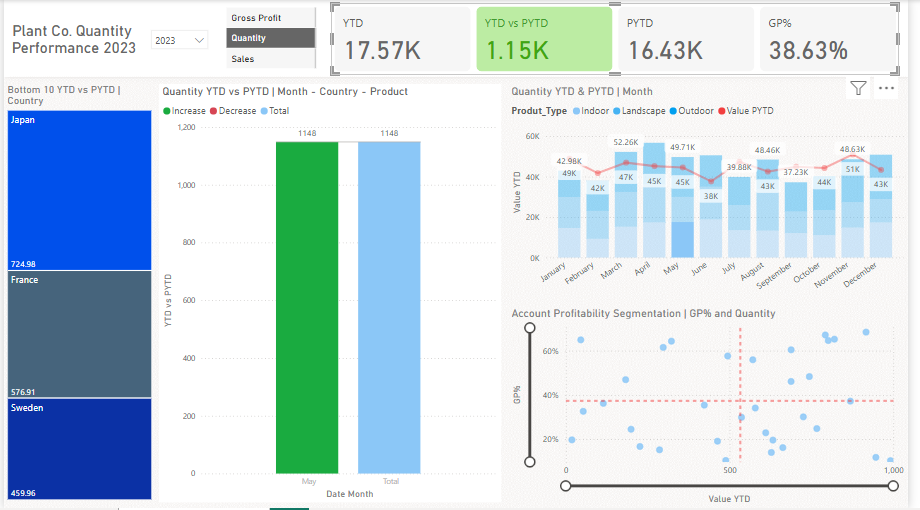 Plant Co. Quantity
Performance 2023
2023
Gross Profit
Quantity
Sales
YTD
17.57K
YTD vs PYTD
1.15K
PYTD
16.43K
GP%
38.63%
Bottom 10 YTD vs PYTD |
Country
Japan
724.98
France
576.91
Sweden
459.96
Quantity YTD vs PYTD | Month - Country - Product
Increase Decrease Total
1,200
1,000
800
600
400
200
0
YTD vs PYTD
1148
1148
May
Total
Date Month
Quantity YTD & PYTD | Month
Produt_Type Indoor Landscape Outdoor Value PYTD
60K
40K
20K
0K
Value YTD
42.98K
52.26K
49.71K
39.88K
48.46K
37.23K
48.63K
49K
42K
47K
45K
45K
38K
43K
44K
51K
43K
January
February
March
April
May
June
July
August
September
October
November
December
Account Profitability Segmentation | GP% and Quantity
GP%
60%
40%
20%
0
500
1,000
Value YTD